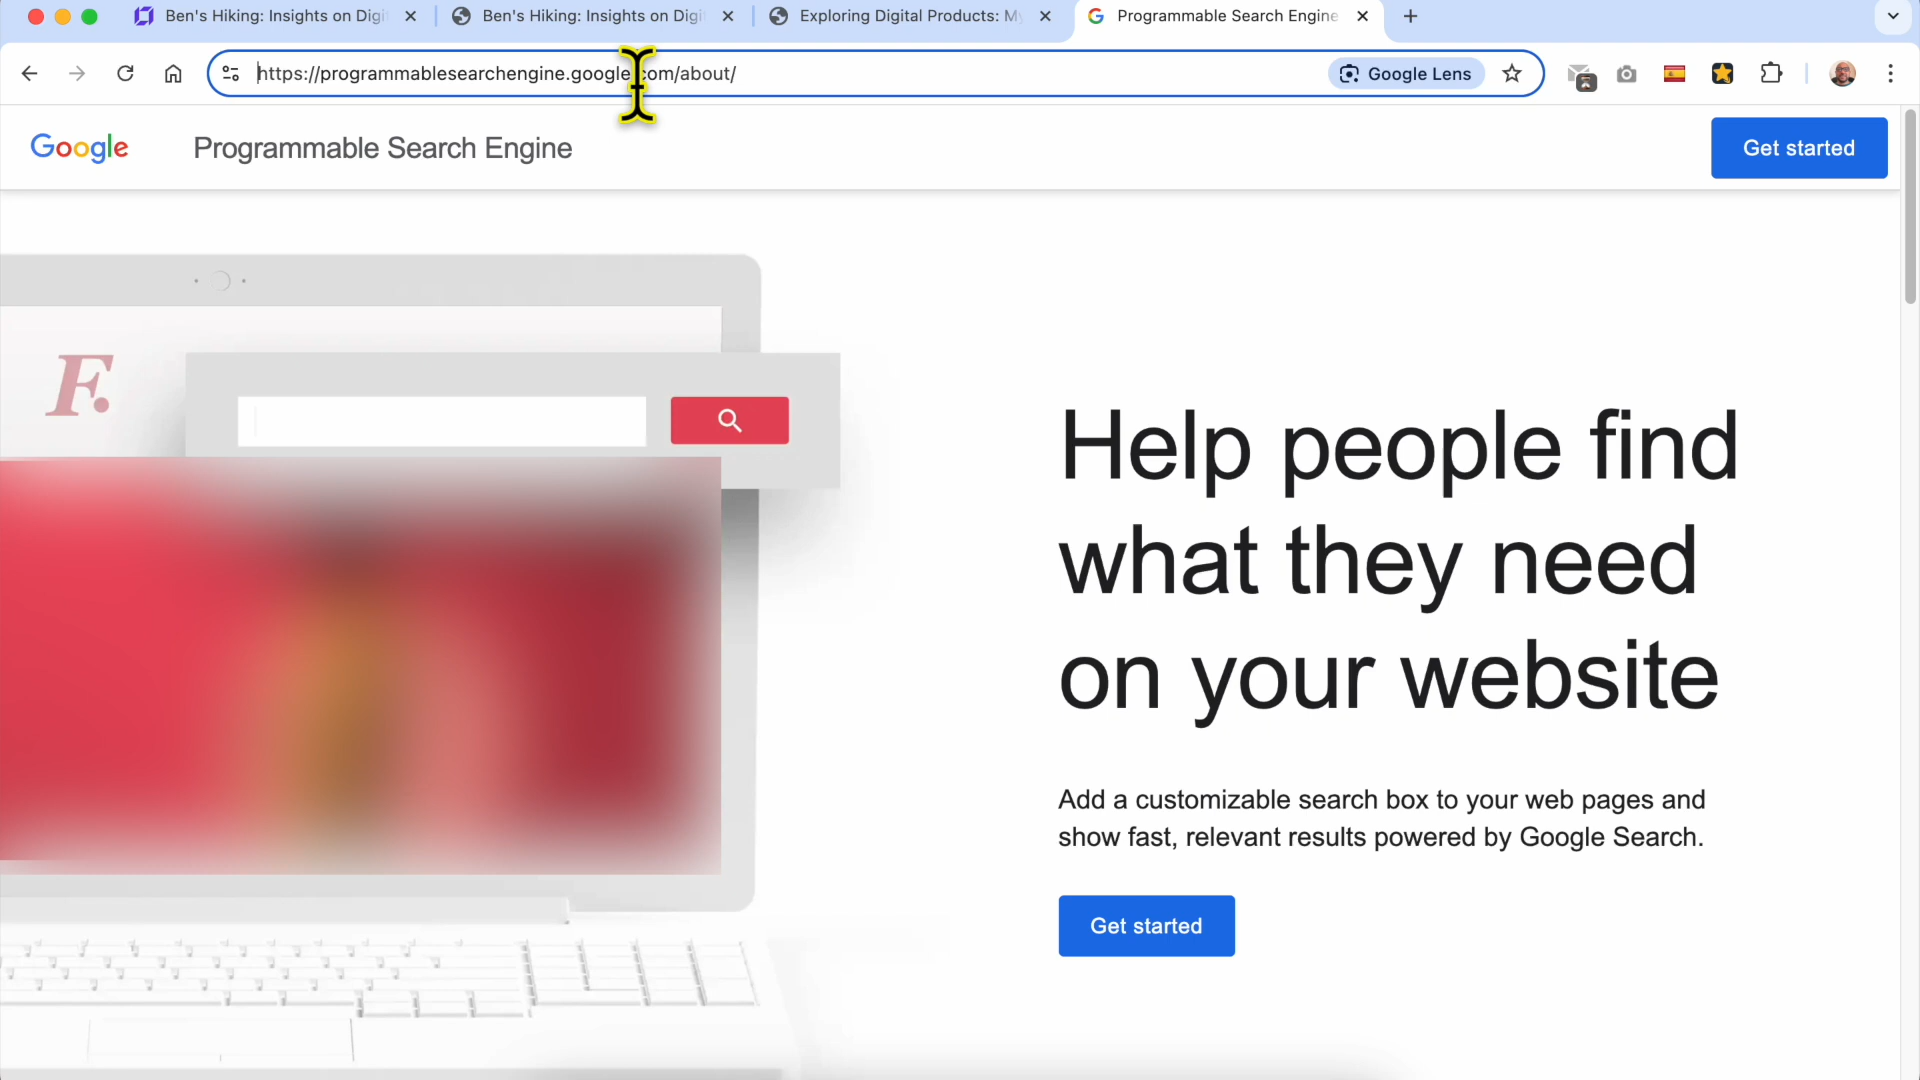 Ben's Hiking: Insights on Digi
Ben's Hiking: Insights on Digi
Exploring Digital Products: My
Programmable Search Engine
https://programmablesearchengine.google.com/about/
Google Lens
Google
Programmable Search Engine
Get started
F.
Help people find
what they need
on your website
Add a customizable search box to your web pages and
show fast, relevant results powered by Google Search.
Get started